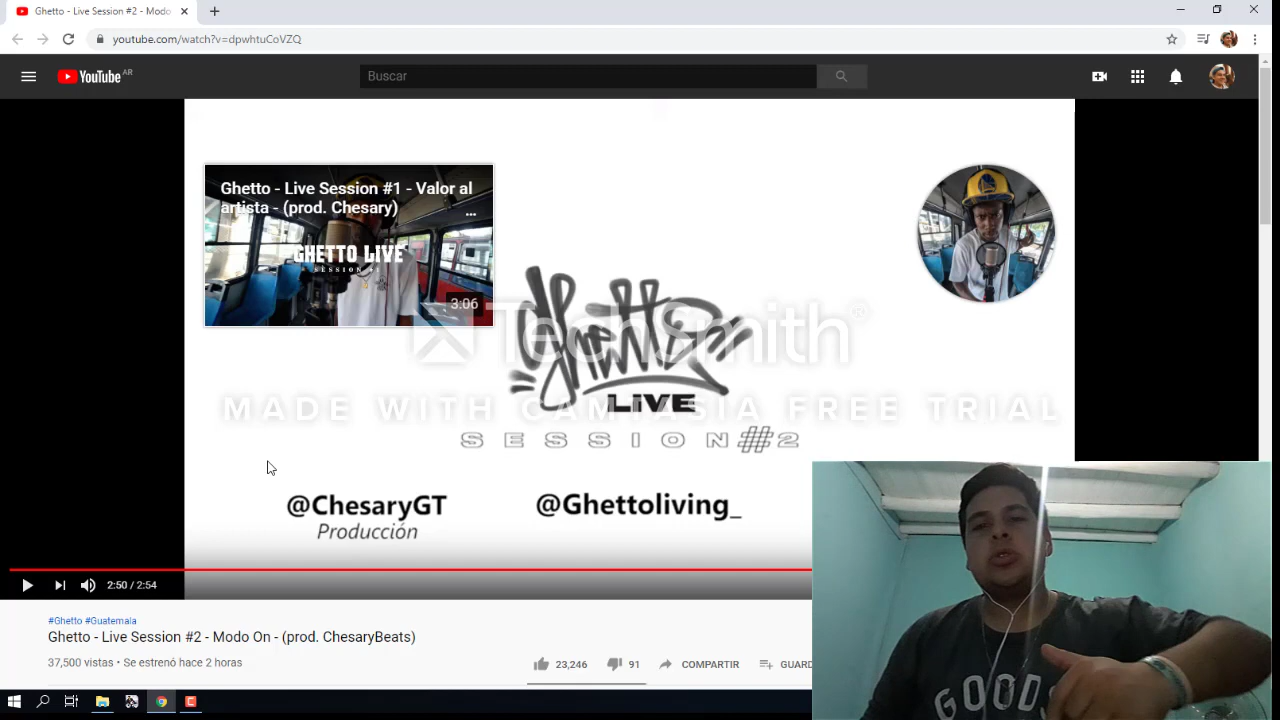 Ghetto - Live Session #2 - Modo
youtube.com/watch?v=dpwhtuCoVZQ
YouTube AR
Buscar
Ghetto - Live Session #1 - Valor al
artista - (prod. Chesary)
GHETTO LIVE
SESSION #1
3:06
Ghetto
LIVE
SESSION#2
TechSmith
MADE WITH CAMTASIA FREE TRIAL
@ChesaryGT
Producción
@Ghettoliving_
2:50 / 2:54
#Ghetto #Guatemala
Ghetto - Live Session #2 - Modo On - (prod. ChesaryBeats)
37,500 vistas • Se estrenó hace 2 horas
23,246
91
COMPARTIR
GUARD
GOODS